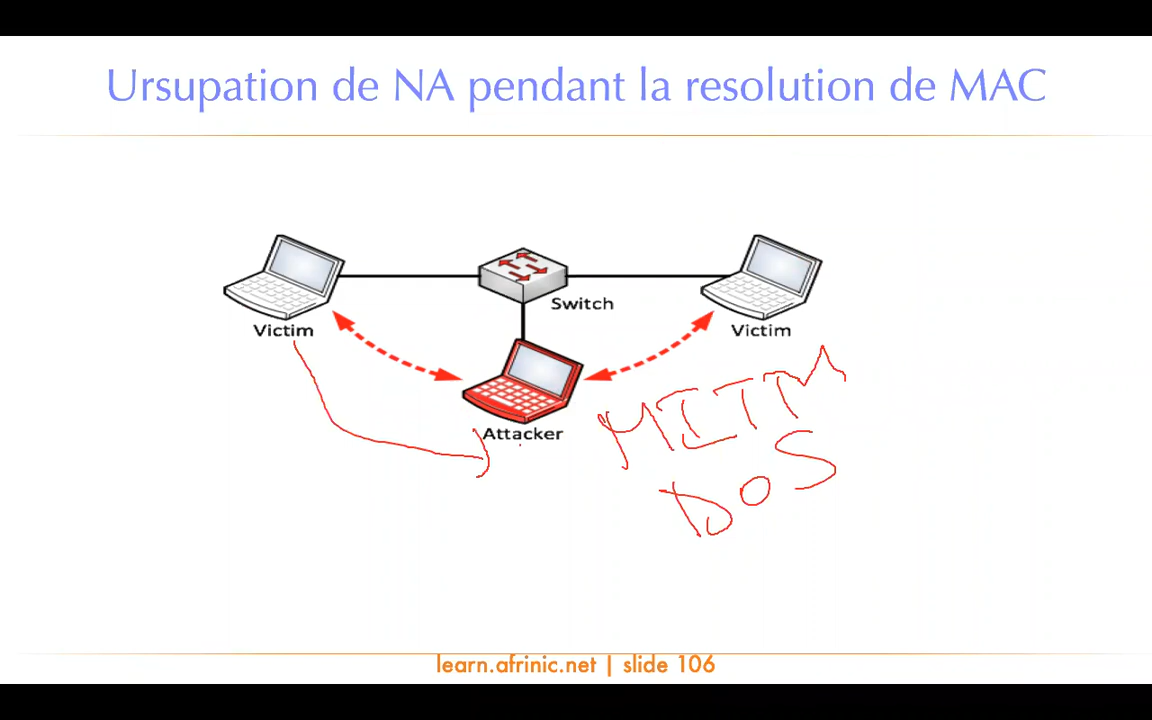 Ursupation de NA pendant la resolution de MAC
Switch
Victim
Victim
Attacker
MITM
DOS
learn.afrinic.net | slide 106